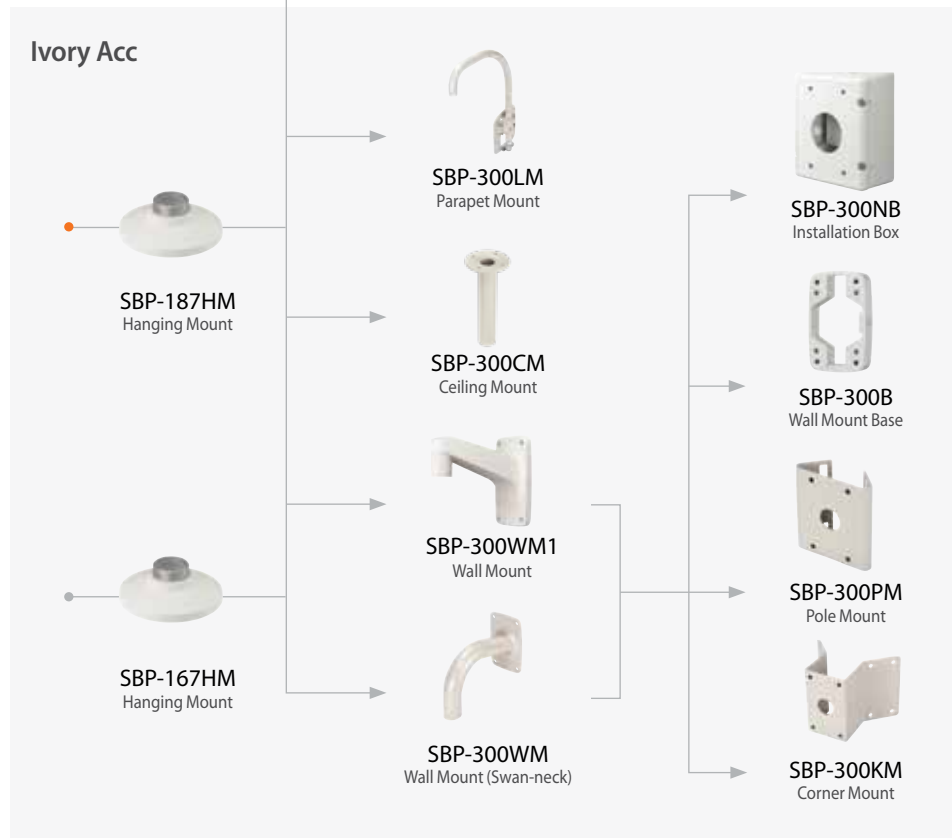 Ivory Acc
SBP-300LM
Parapet Mount
SBP-300NB
Installation Box
SBP-187HM
Hanging Mount
SBP-300CM
Ceiling Mount
SBP-300B
Wall Mount Base
SBP-300WM1
Wall Mount
SBP-300PM
Pole Mount
SBP-167HM
Hanging Mount
SBP-300WM
Wall Mount (Swan-neck)
SBP-300KM
Corner Mount